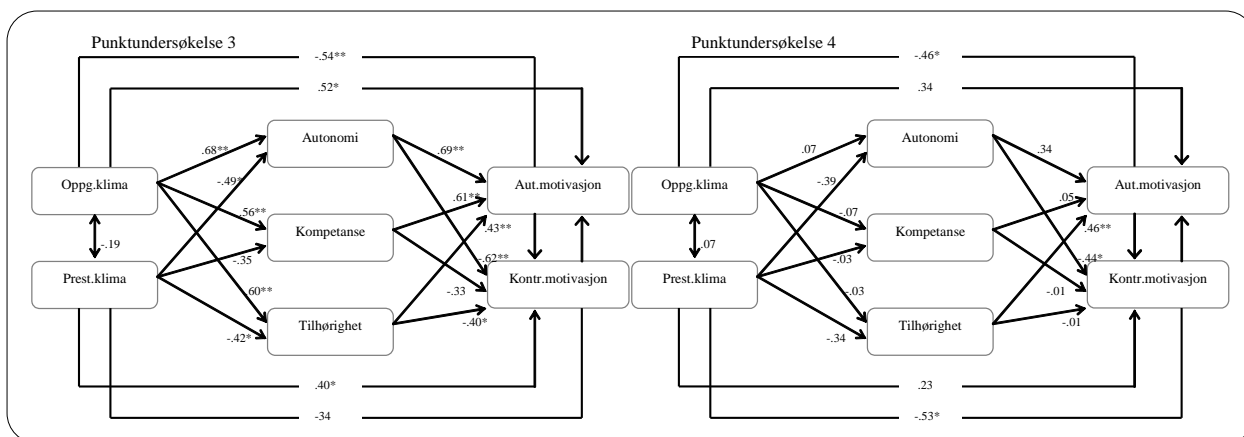 Punktundersøkelse 3
-.54**
.52*
Autonomi
.68**
.69**
Oppg.klima
-.49*
Aut.motivasjon
.61**
.56**
Kompetanse
.43**
-.19
-.35
-.62**
Prest.klima
Kontr.motivasjon
.60**
-.33
Tilhørighet
-.40*
-.42*
.40*
-34
Punktundersøkelse 4
-.46*
.34
Autonomi
.07
.34
Oppg.klima
-.39
Aut.motivasjon
.05
-.07
Kompetanse
.46**
.07
-.03
-.44*
Prest.klima
Kontr.motivasjon
-.03
-.01
Tilhørighet
-.01
-.34
.23
-.53*